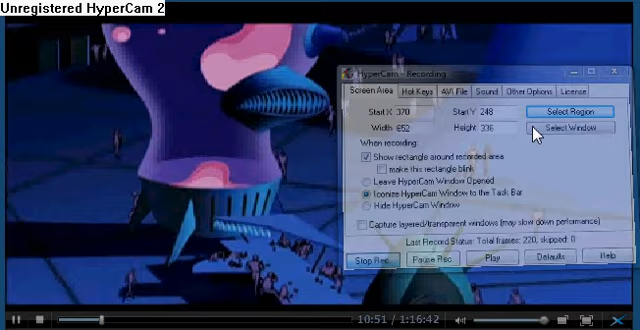 Unregistered HyperCam 2
HyperCam - Recording
Screen Area Hot Keys AVI File Sound Other Options License
Start X 370 Start Y 248 Select Region
Width 652 Height 336 Select Window
When recording:
Show rectangle around recorded area
make this rectangle blink
Leave HyperCam Window Opened
Iconize HyperCam Window to the Task Bar
Hide HyperCam Window
Capture layered/transparent windows (may slow down performance)
Last Record Status: Total frames: 220, skipped: 0
Stop Rec Pause Rec Play Defaults Help
10:51 / 1:16:42